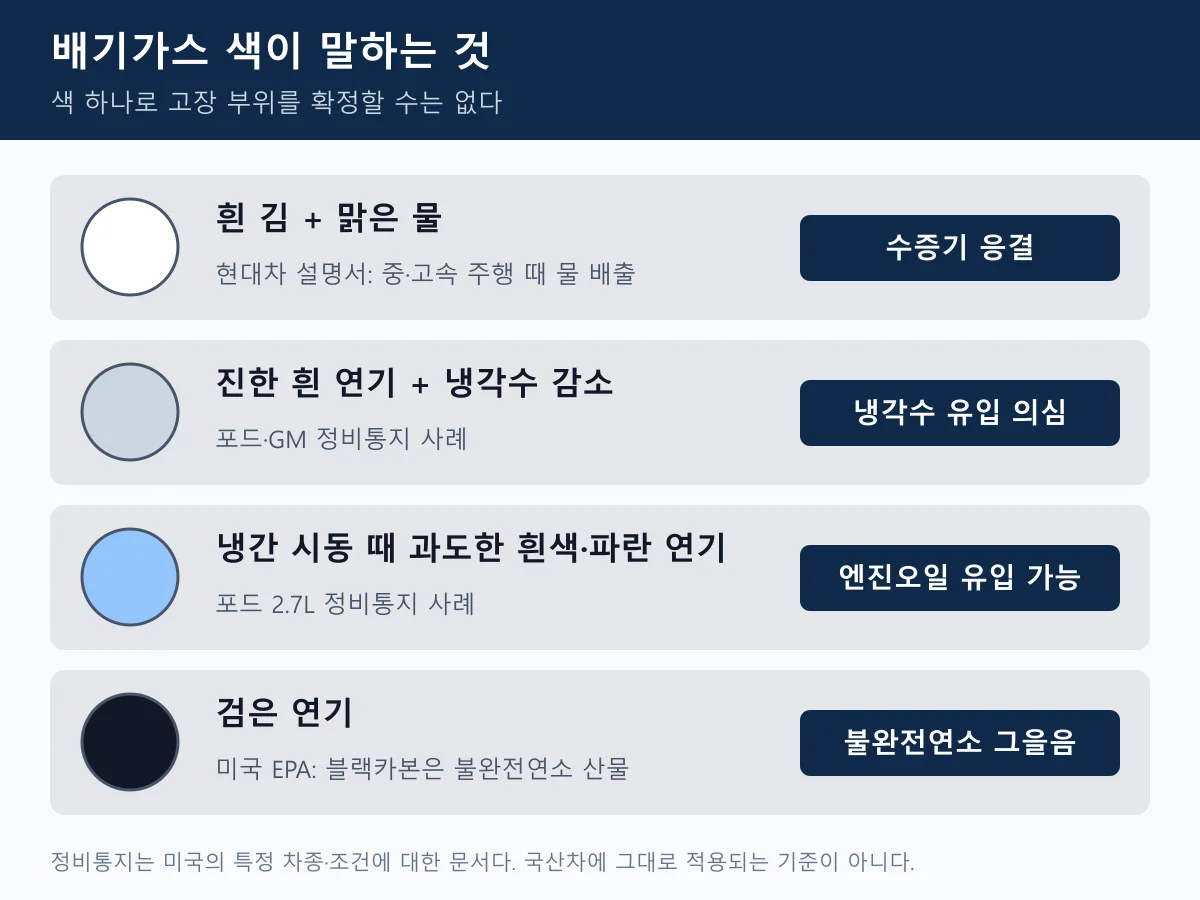 배기가스 색이 말하는 것
색 하나로 고장 부위를 확정할 수는 없다
흰 김 + 맑은 물
현대차 설명서: 중·고속 주행 때 물 배출
수증기 응결
진한 흰 연기 + 냉각수 감소
포드·GM 정비통지 사례
냉각수 유입 의심
냉간 시동 때 과도한 흰색·파란 연기
포드 2.7L 정비통지 사례
엔진오일 유입 가능
검은 연기
미국 EPA: 블랙카본은 불완전연소 산물
불완전연소 그을음
정비통지는 미국의 특정 차종·조건에 대한 문서다. 국산차에 그대로 적용되는 기준이 아니다.